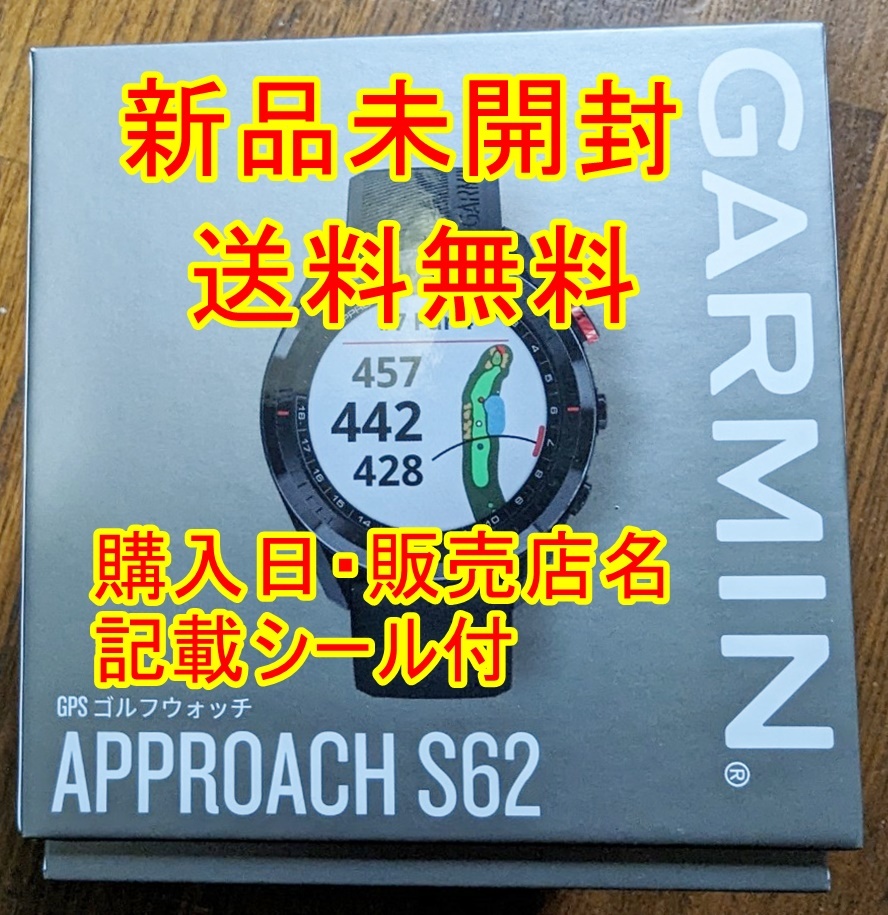 新品未開封
送料無料
GARMIN®
457
442
428
購入日・販売店名
記載シール付
GPS ゴルフウォッチ
APPROACH S62